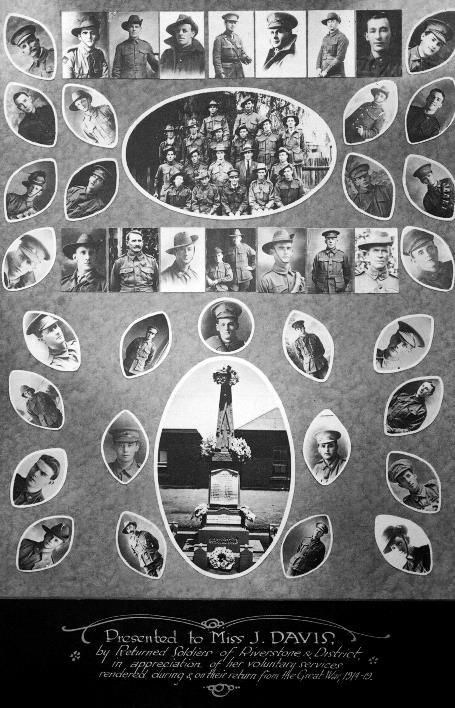 Presented to Miss J. DAVIS.
by Returned Soldiers of Riverstone & District,
in appreciation of her voluntary services
rendered during & on their return from the Great War, 1914-19.